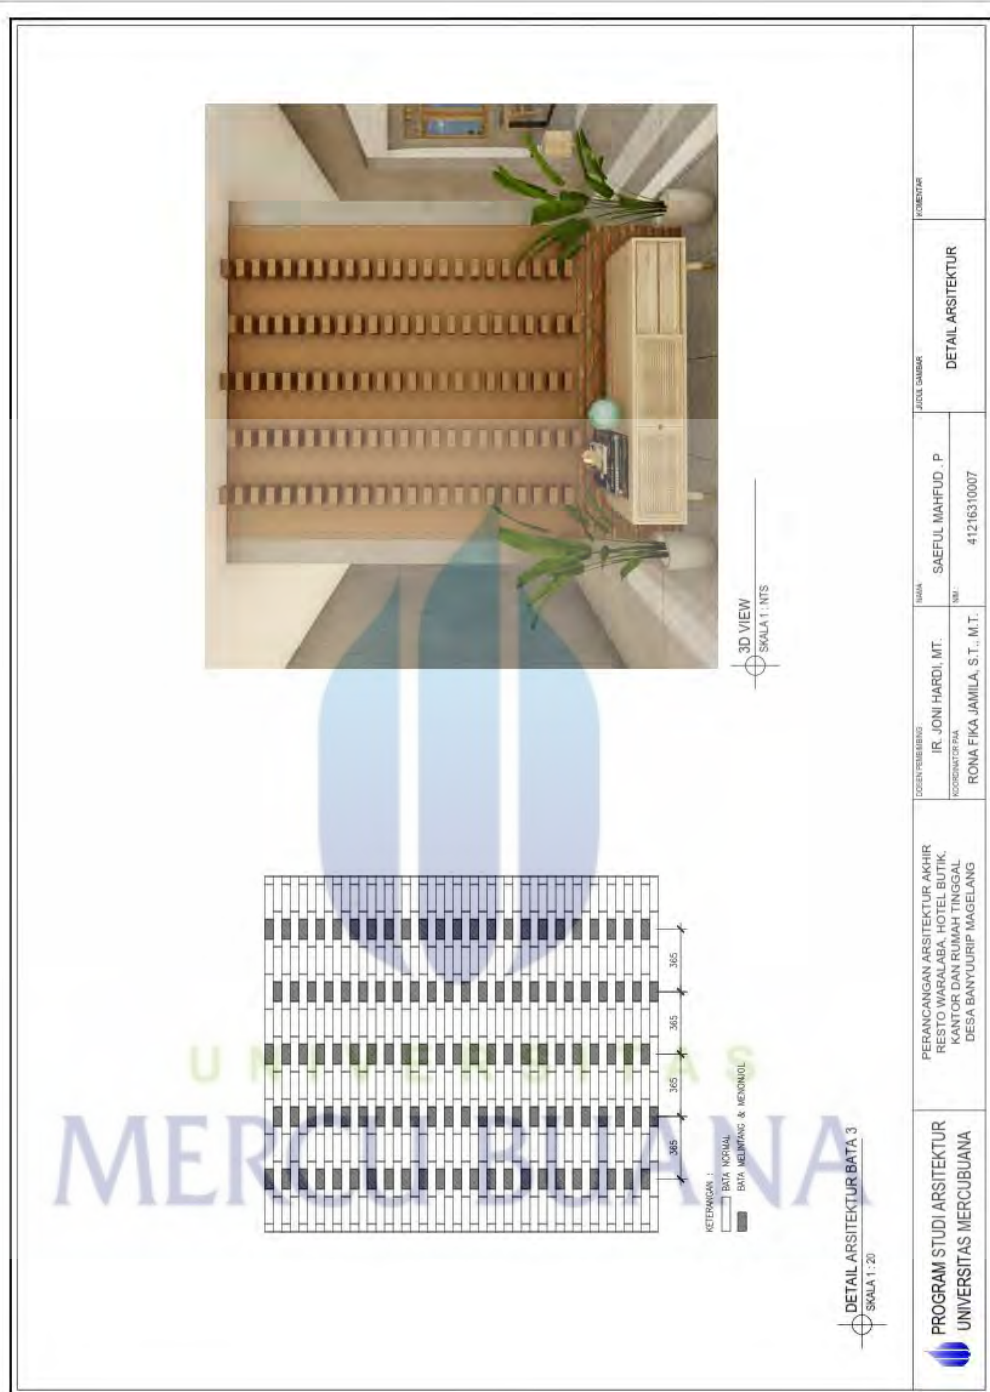 3D VIEW
SKALA 1 : NTS
365
365
365
365
KETERANGAN :
BATA NORMAL
BATA MELINTANG & MENONJOL
DETAIL ARSITEKTUR BATA 3
SKALA 1 : 20
UNIVERSITAS
MERCU BUANA
PROGRAM STUDI ARSITEKTUR
UNIVERSITAS MERCUBUANA
PERANCANGAN ARSITEKTUR AKHIR
RESTO WARALABA, HOTEL BUTIK,
KANTOR DAN RUMAH TINGGAL
DESA BANYUURIP MAGELANG
DOSEN PEMBIMBING
IR. JONI HARDI, MT.
KOORDINATOR PAA
RONA FIKA JAMILA, S.T., M.T.
NAMA
SAEFUL MAHFUD . P
NIM :
41216310007
JUDUL GAMBAR
DETAIL ARSITEKTUR
KOMENTAR